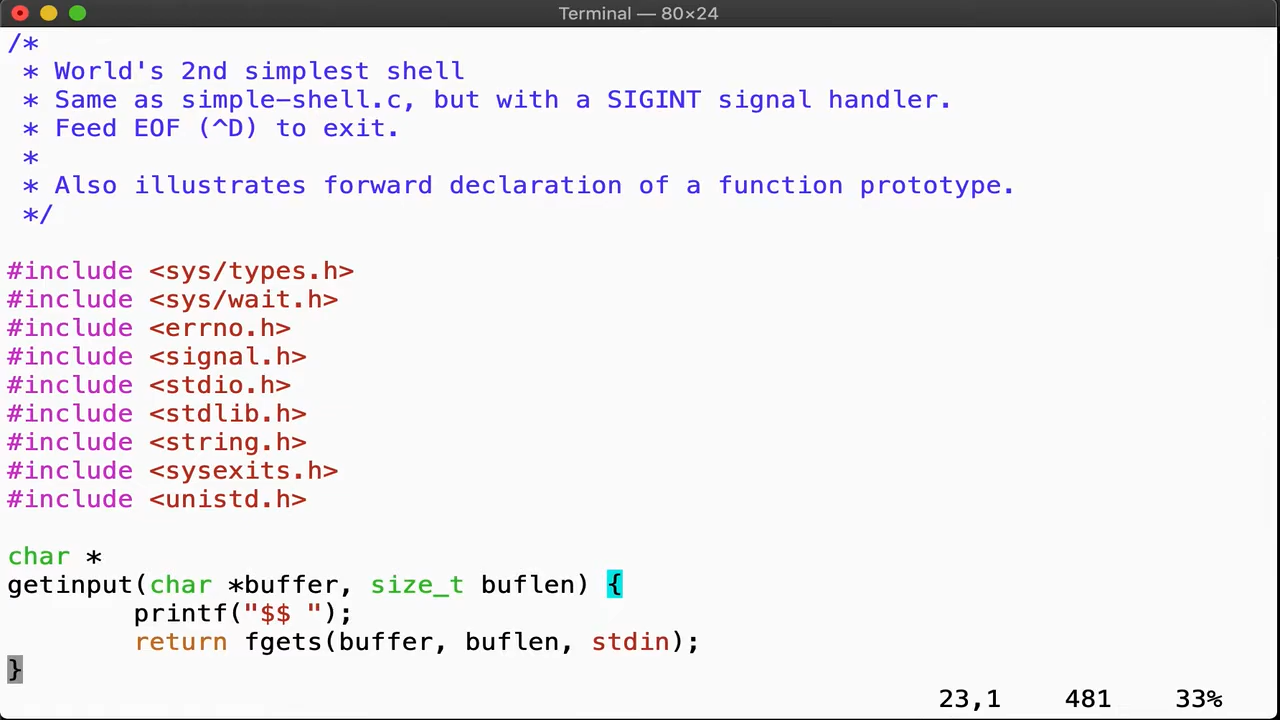 Terminal — 80×24
/*
 * World's 2nd simplest shell
 * Same as simple-shell.c, but with a SIGINT signal handler.
 * Feed EOF (^D) to exit.
 *
 * Also illustrates forward declaration of a function prototype.
 */

#include <sys/types.h>
#include <sys/wait.h>
#include <errno.h>
#include <signal.h>
#include <stdio.h>
#include <stdlib.h>
#include <string.h>
#include <sysexits.h>
#include <unistd.h>

char *
getinput(char *buffer, size_t buflen) {
        printf("$$ ");
        return fgets(buffer, buflen, stdin);
}
23,1    481    33%